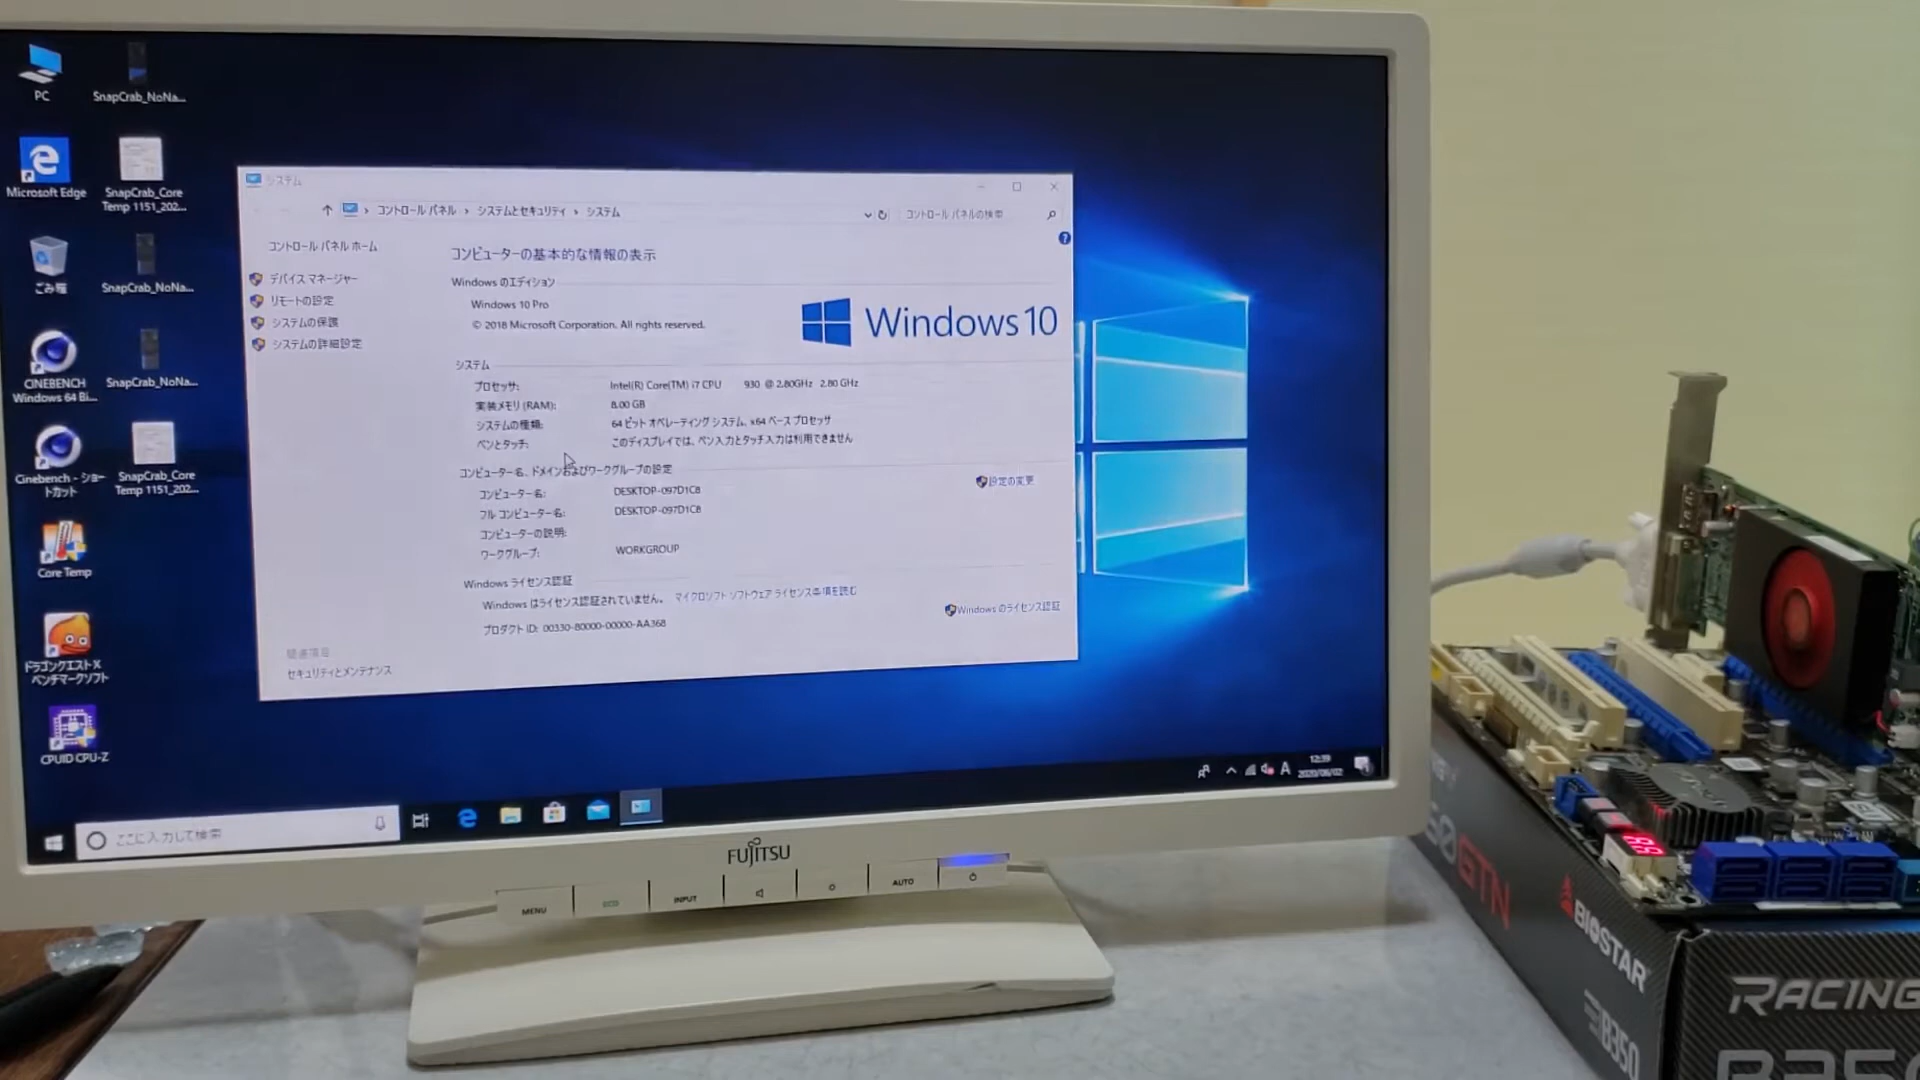 PC
SnapCrab_NoNa...
Microsoft Edge
SnapCrab_Core
Temp 1151_202...
ごみ箱
SnapCrab_NoNa...
CINEBENCH
Windows 64 Bi...
SnapCrab_NoNa...
Cinebench - ショー
トカット
SnapCrab_Core
Temp 1151_202...
Core Temp
ドラゴンクエストX
ベンチマークソフト
CPUID CPU-Z
システム
コントロール パネル › システムとセキュリティ › システム
コントロール パネルの検索
コントロール パネル ホーム
デバイス マネージャー
リモートの設定
システムの保護
システムの詳細設定
コンピューターの基本的な情報の表示
Windows のエディション
Windows 10 Pro
© 2018 Microsoft Corporation. All rights reserved.
Windows 10
システム
プロセッサ: Intel(R) Core(TM) i7 CPU 930 @ 2.80GHz 2.80 GHz
実装メモリ (RAM): 8.00 GB
システムの種類: 64 ビット オペレーティング システム、x64 ベース プロセッサ
ペンとタッチ: このディスプレイでは、ペン入力とタッチ入力は利用できません
コンピューター名、ドメインおよびワークグループの設定
コンピューター名: DESKTOP-097D1C8
設定の変更
フル コンピューター名: DESKTOP-097D1C8
コンピューターの説明:
ワークグループ: WORKGROUP
Windows ライセンス認証
Windows はライセンス認証されていません。 マイクロソフト ソフトウェア ライセンス条項を読む
プロダクト ID: 00330-80000-00000-AA368
Windows のライセンス認証
関連項目
セキュリティとメンテナンス
ここに入力して検索
A
12:39
2020/06/02
FUJITSU
MENU
ECO
INPUT
AUTO
GTN
BIOSTAR
B350
RACING
B350